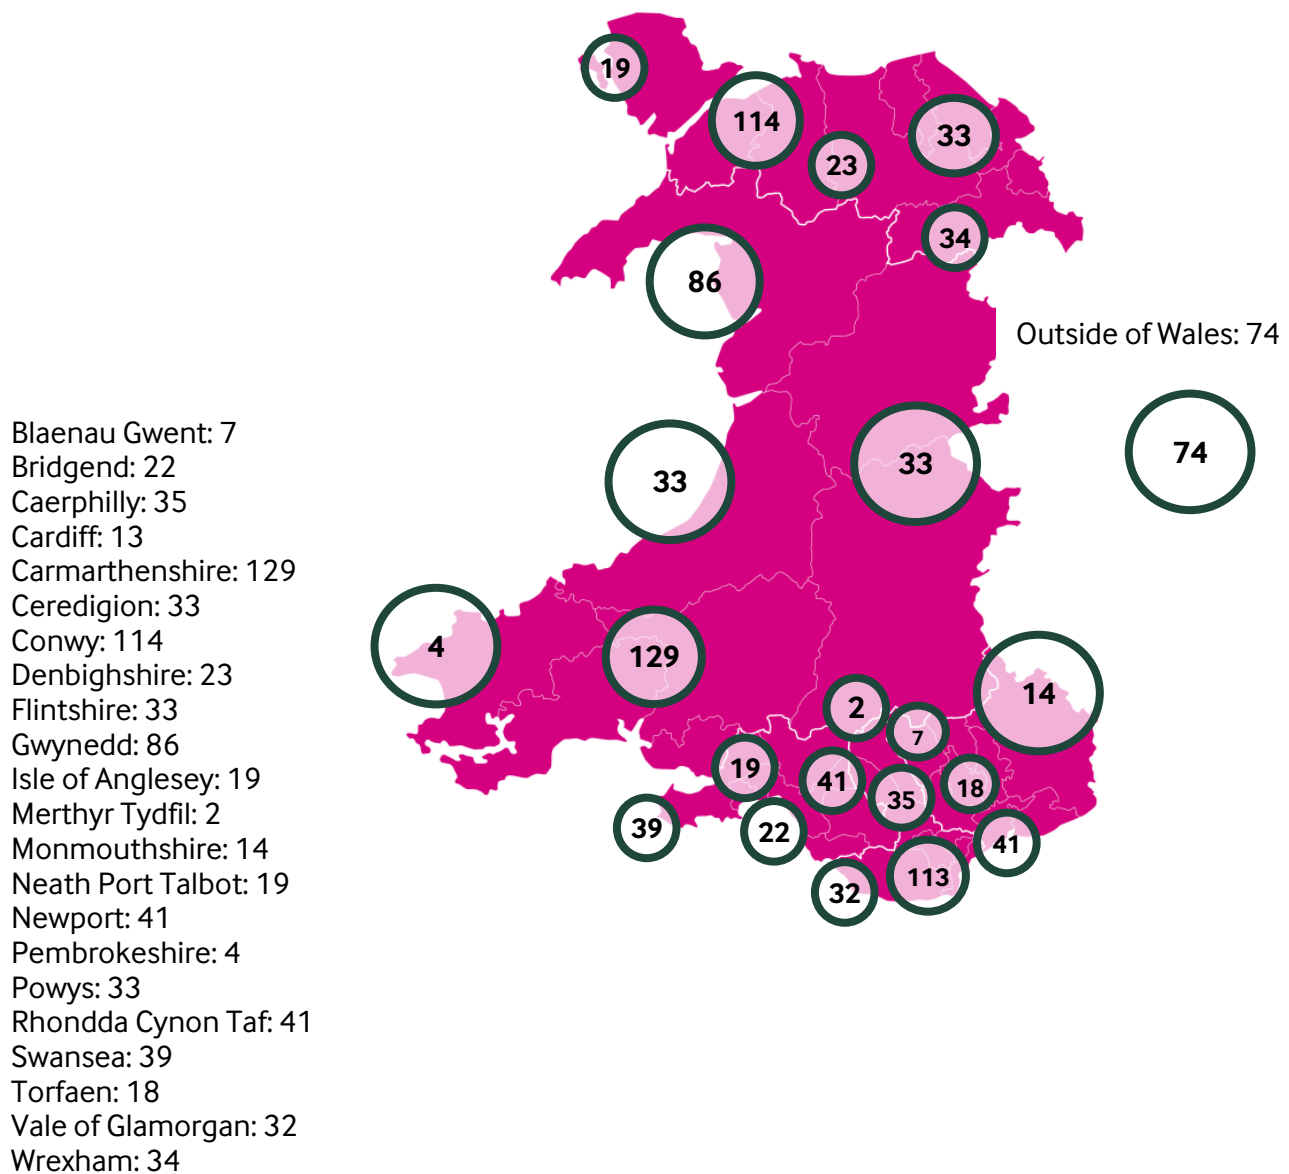 19
114
33
23
34
86
Outside of Wales: 74
74
33
33
4
129
14
2
7
19
41
35
18
39
22
41
32
113
Blaenau Gwent: 7
Bridgend: 22
Caerphilly: 35
Cardiff: 13
Carmarthenshire: 129
Ceredigion: 33
Conwy: 114
Denbighshire: 23
Flintshire: 33
Gwynedd: 86
Isle of Anglesey: 19
Merthyr Tydfil: 2
Monmouthshire: 14
Neath Port Talbot: 19
Newport: 41
Pembrokeshire: 4
Powys: 33
Rhondda Cynon Taf: 41
Swansea: 39
Torfaen: 18
Vale of Glamorgan: 32
Wrexham: 34